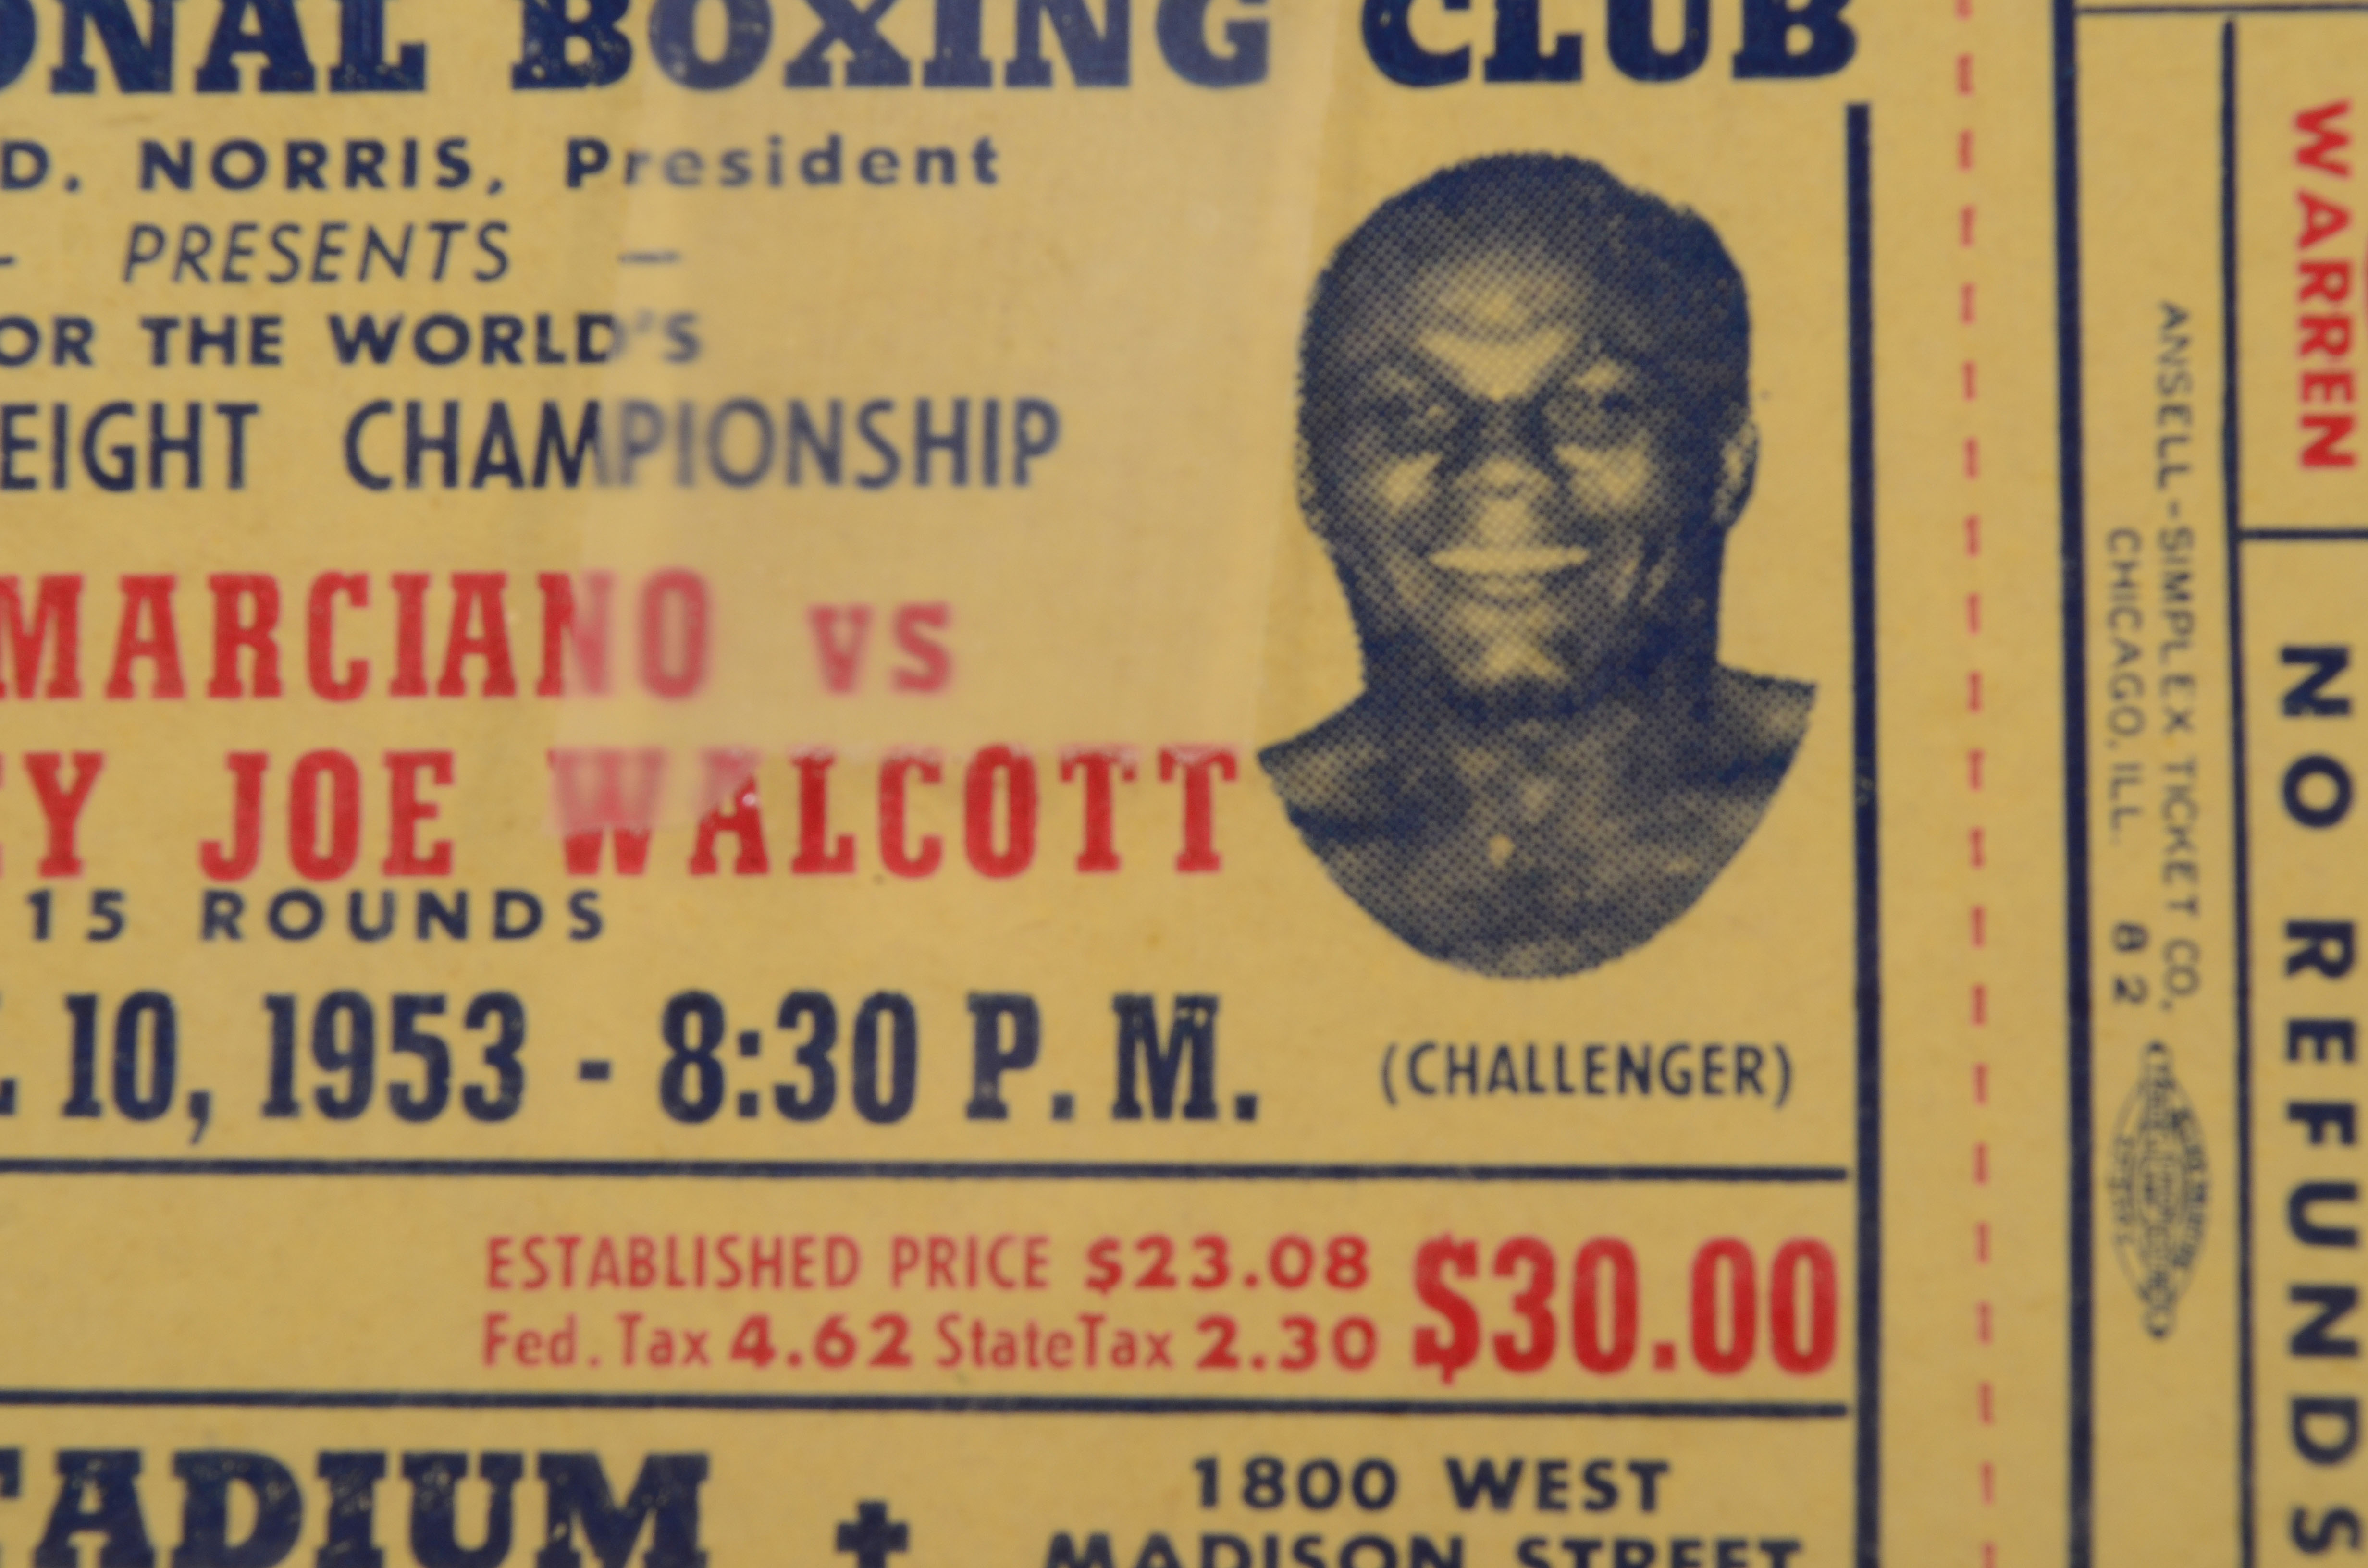 ONAL BOXING CLUB
D. NORRIS, President
- PRESENTS —
OR THE WORLD'S
EIGHT CHAMPIONSHIP
MARCIANO vs
EY JOE WALCOTT
15 ROUNDS
L 10, 1953 - 8:30 P. M.
(CHALLENGER)
ESTABLISHED PRICE $23.08
Fed. Tax 4.62 State Tax 2.30
$30.00
TADIUM
1800 WEST
MADISON STREET
ANSELL-SIMPLEX TICKET CO.,
CHICAGO, ILL. 82
WARREN
NO REFUNDS